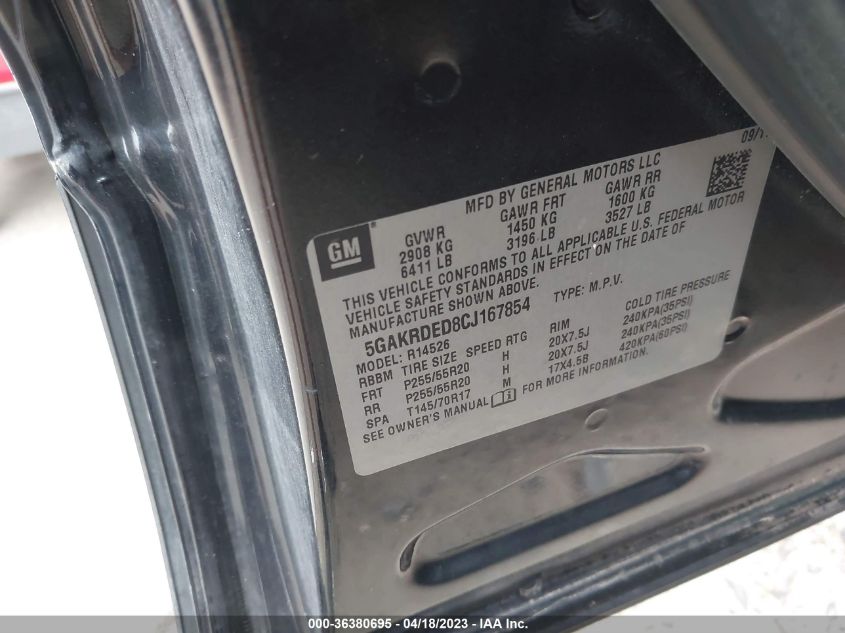 09/1
MFD BY GENERAL MOTORS LLC
GM
GVWR GAWR FRT GAWR RR
2908 KG 1450 KG 1600 KG
6411 LB 3196 LB 3527 LB
THIS VEHICLE CONFORMS TO ALL APPLICABLE U.S. FEDERAL MOTOR
VEHICLE SAFETY STANDARDS IN EFFECT ON THE DATE OF
MANUFACTURE SHOWN ABOVE.
5GAKRDED8CJ167854 TYPE: M.P.V.
MODEL: R14526
RBBM TIRE SIZE SPEED RTG RIM COLD TIRE PRESSURE
FRT P255/55R20 H 20X7.5J 240KPA(35PSI)
RR P255/55R20 H 20X7.5J 240KPA(35PSI)
SPA T145/70R17 M 17X4.5B 420KPA(60PSI)
SEE OWNER'S MANUAL FOR MORE INFORMATION.
000-36380695 - 04/18/2023 - IAA Inc.